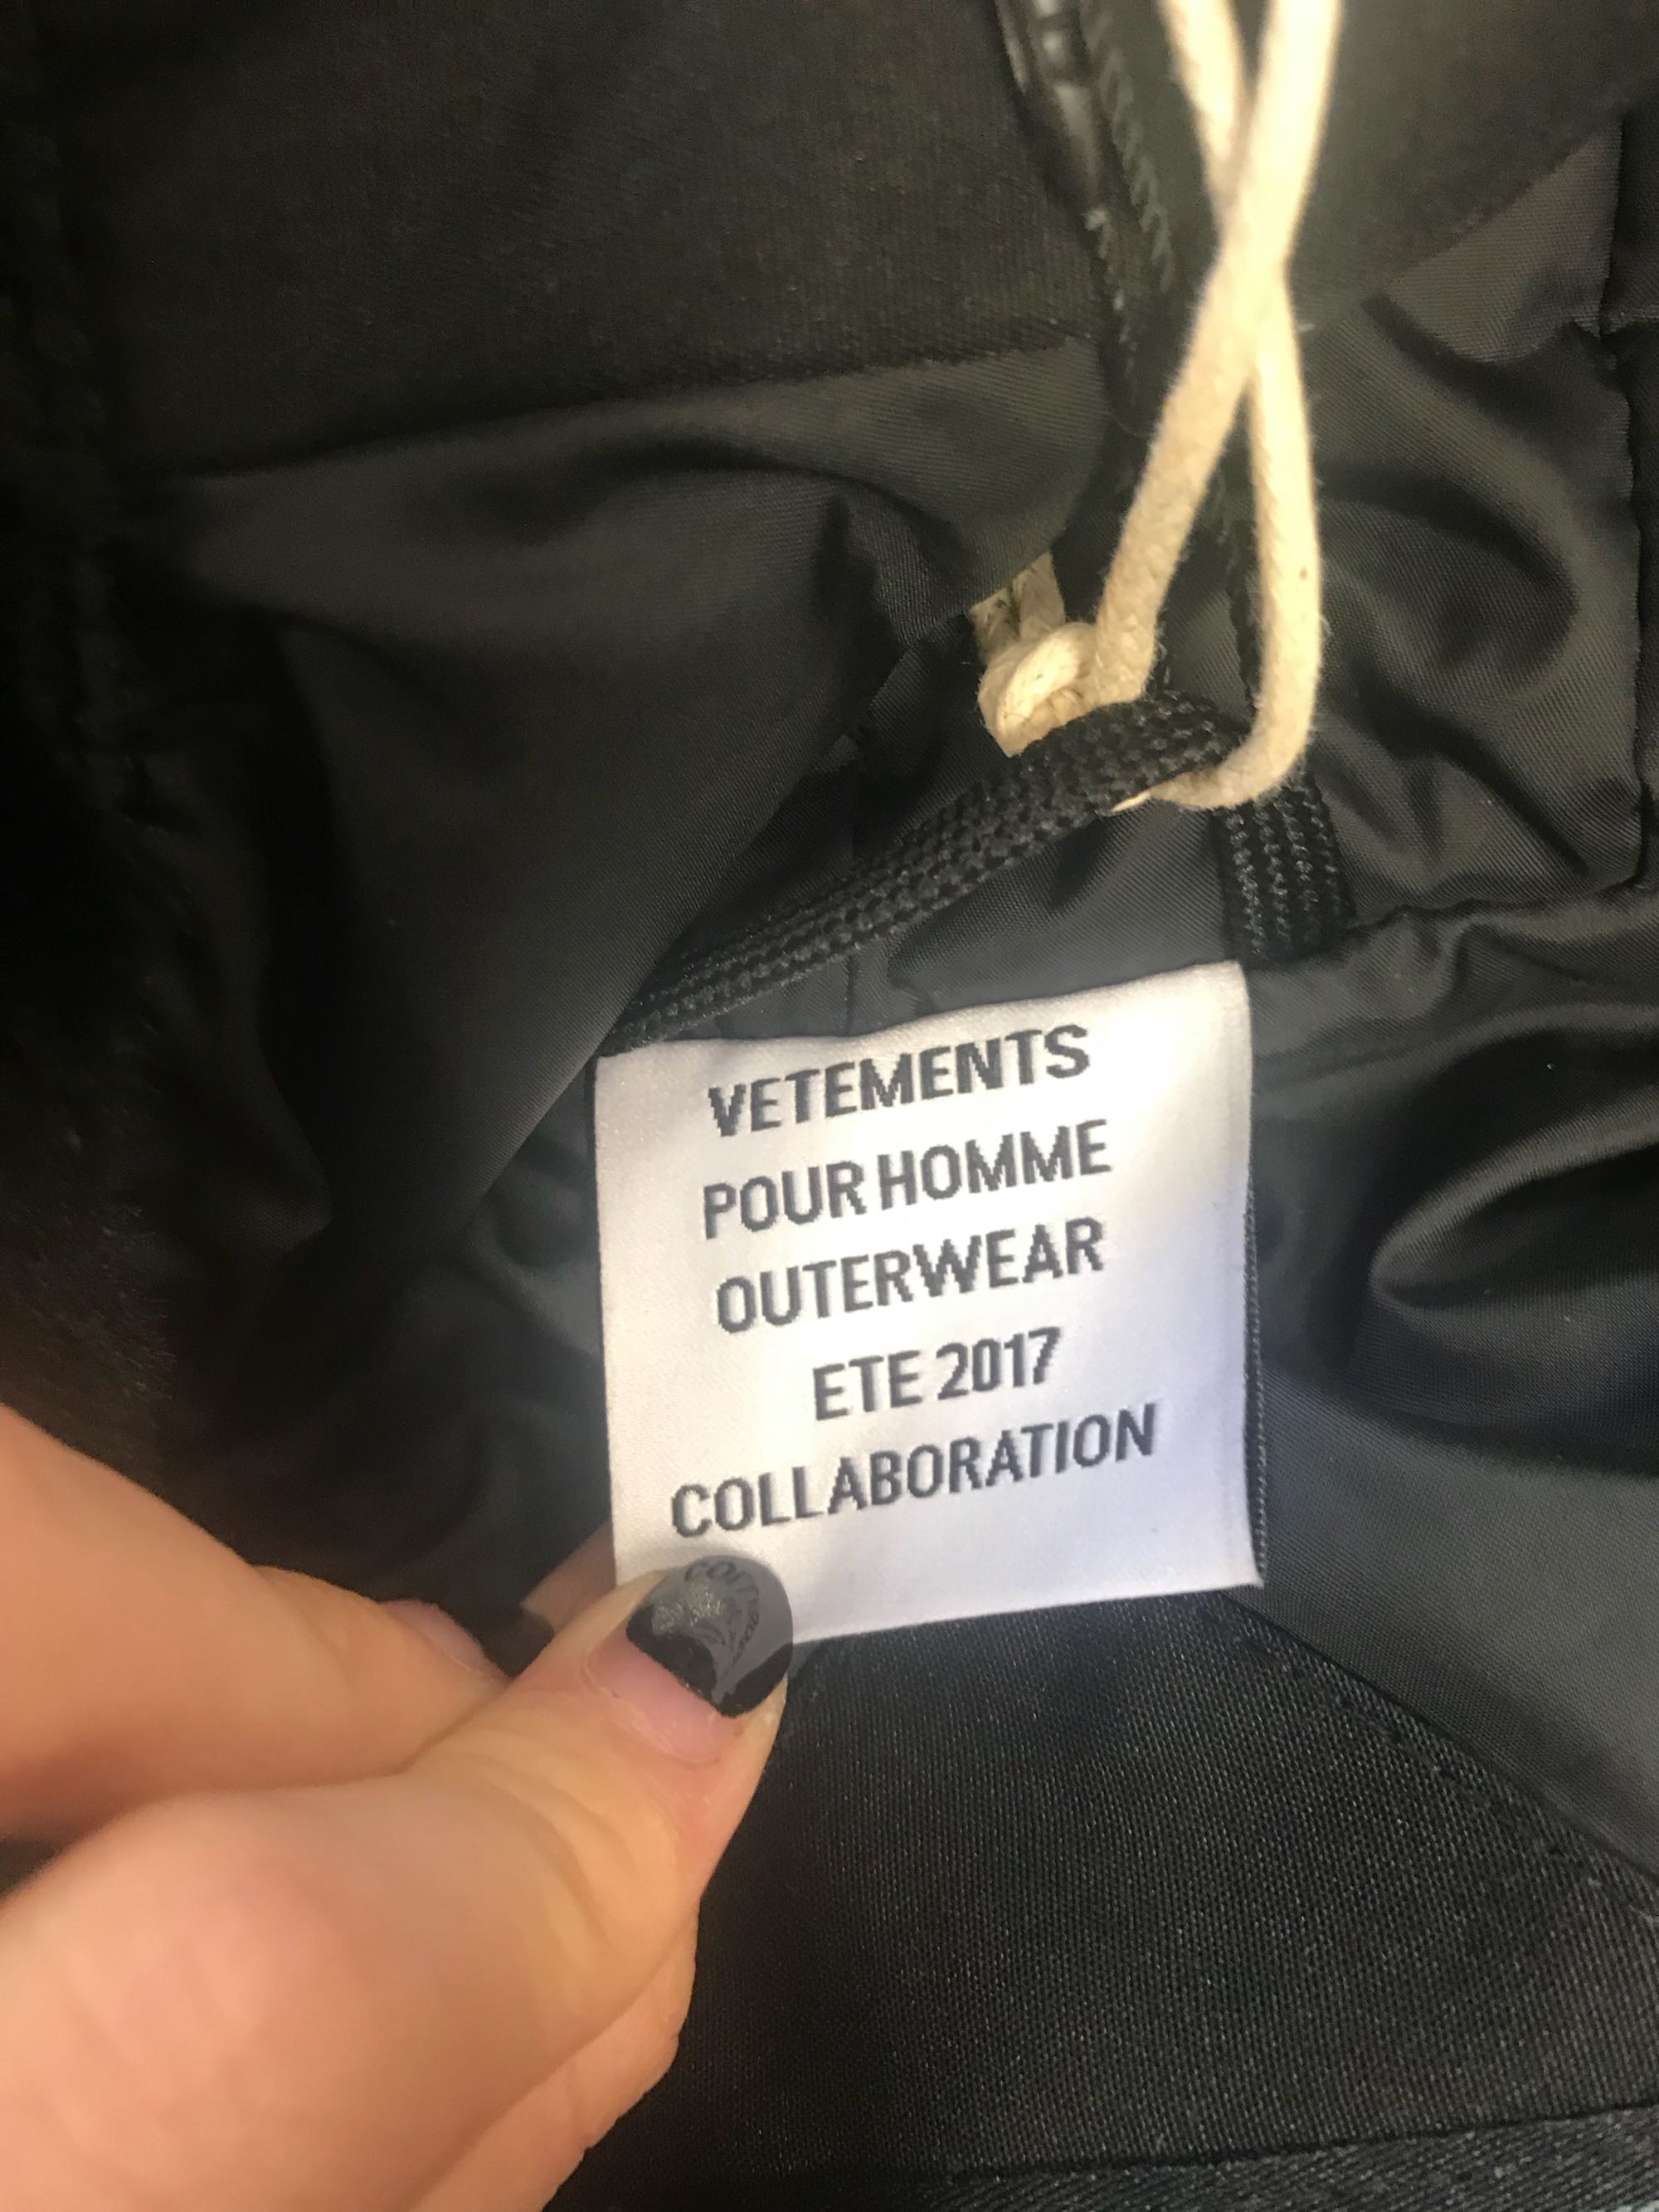 VETEMENTS
POUR HOMME
OUTERWEAR
ETE 2017
COLLABORATION